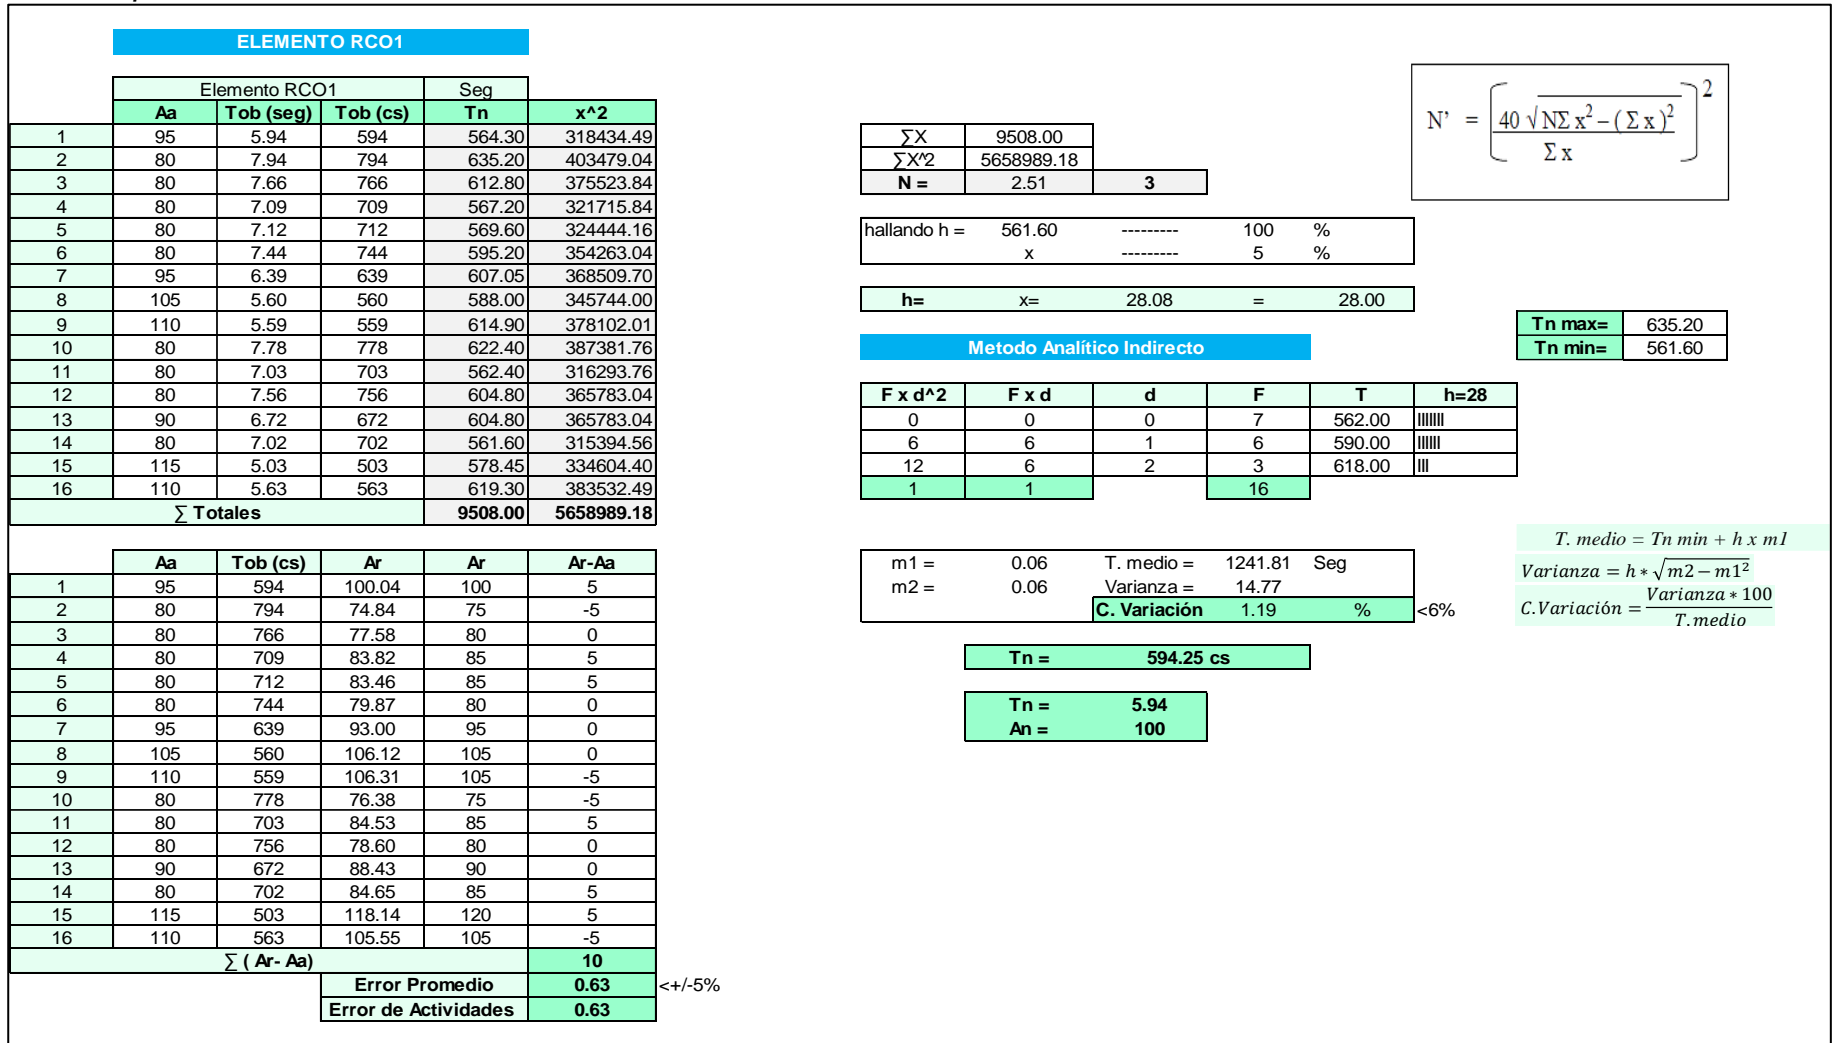 ELEMENTO RCO1
Elemento RCO1 Seg
Aa Tob (seg) Tob (cs) Tn x^2
1 95 5.94 594 564.30 318434.49
2 80 7.94 794 635.20 403479.04
3 80 7.66 766 612.80 375523.84
4 80 7.09 709 567.20 321715.84
5 80 7.12 712 569.60 324444.16
6 80 7.44 744 595.20 354263.04
7 95 6.39 639 607.05 368509.70
8 105 5.60 560 588.00 345744.00
9 110 5.59 559 614.90 378102.01
10 80 7.78 778 622.40 387381.76
11 80 7.03 703 562.40 316293.76
12 80 7.56 756 604.80 365783.04
13 90 6.72 672 604.80 365783.04
14 80 7.02 702 561.60 315394.56
15 115 5.03 503 578.45 334604.40
16 110 5.63 563 619.30 383532.49
∑ Totales 9508.00 5658989.18
∑X 9508.00
∑X^2 5658989.18
N = 2.51 3
N' = [40 √NΣx² − (Σx)² / Σx]²
hallando h = 561.60 --------- 100 %
x --------- 5 %
h= x= 28.08 = 28.00
Tn max= 635.20
Tn min= 561.60
Metodo Analítico Indirecto
F x d^2 F x d d F T h=28
0 0 0 7 562.00 IIIIIII
6 6 1 6 590.00 IIIIII
12 6 2 3 618.00 III
1 1 16
m1 = 0.06 T. medio = 1241.81 Seg
m2 = 0.06 Varianza = 14.77
C. Variación 1.19 % <6%
T. medio = Tn min + h x m1
Varianza = h * √m2 − m1²
C.Variación = Varianza * 100 / T.medio
Tn = 594.25 cs
Tn = 5.94
An = 100
Aa Tob (cs) Ar Ar Ar-Aa
1 95 594 100.04 100 5
2 80 794 74.84 75 -5
3 80 766 77.58 80 0
4 80 709 83.82 85 5
5 80 712 83.46 85 5
6 80 744 79.87 80 0
7 95 639 93.00 95 0
8 105 560 106.12 105 0
9 110 559 106.31 105 -5
10 80 778 76.38 75 -5
11 80 703 84.53 85 5
12 80 756 78.60 80 0
13 90 672 88.43 90 0
14 80 702 84.65 85 5
15 115 503 118.14 120 5
16 110 563 105.55 105 -5
∑ ( Ar- Aa) 10
Error Promedio 0.63 <+/-5%
Error de Actividades 0.63